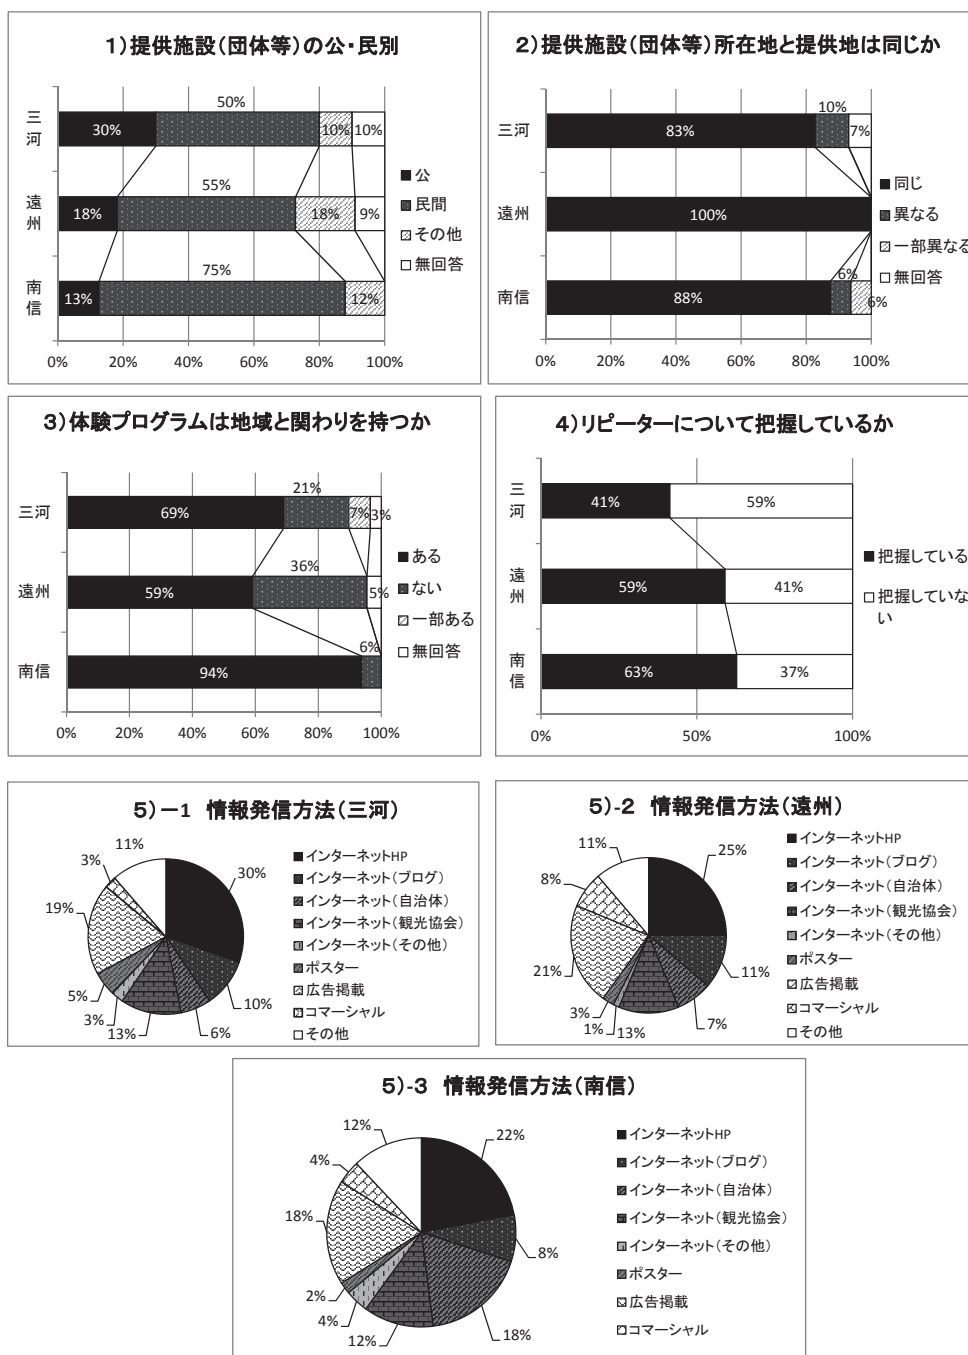 1)提供施設(団体等)の公・民別
50%
三河
30%
10%
10%
55%
遠州
18%
18%
9%
75%
南信
13%
12%
0%
20%
40%
60%
80%
100%
公
民間
その他
無回答
2)提供施設(団体等)所在地と提供地は同じか
10%
三河
83%
7%
遠州
100%
6%
南信
88%
6%
0%
20%
40%
60%
80%
100%
同じ
異なる
一部異なる
無回答
3)体験プログラムは地域と関わりを持つか
21%
三河
69%
7%
3%
36%
遠州
59%
5%
6%
南信
94%
0%
20%
40%
60%
80%
100%
ある
ない
一部ある
無回答
4)リピーターについて把握しているか
三河
41%
59%
遠州
59%
41%
南信
63%
37%
0%
50%
100%
把握している
把握していな
い
5)ー1 情報発信方法(三河)
11%
3%
30%
19%
5%
3%
13%
6%
10%
インターネットHP
インターネット(ブログ)
インターネット(自治体)
インターネット(観光協会)
インターネット(その他)
ポスター
広告掲載
コマーシャル
その他
5)-2 情報発信方法(遠州)
11%
25%
8%
21%
11%
3%
1%
13%
7%
インターネットHP
インターネット(ブログ)
インターネット(自治体)
インターネット(観光協会)
インターネット(その他)
ポスター
広告掲載
コマーシャル
その他
5)-3 情報発信方法(南信)
12%
22%
4%
18%
8%
2%
4%
12%
18%
インターネットHP
インターネット(ブログ)
インターネット(自治体)
インターネット(観光協会)
インターネット(その他)
ポスター
広告掲載
コマーシャル